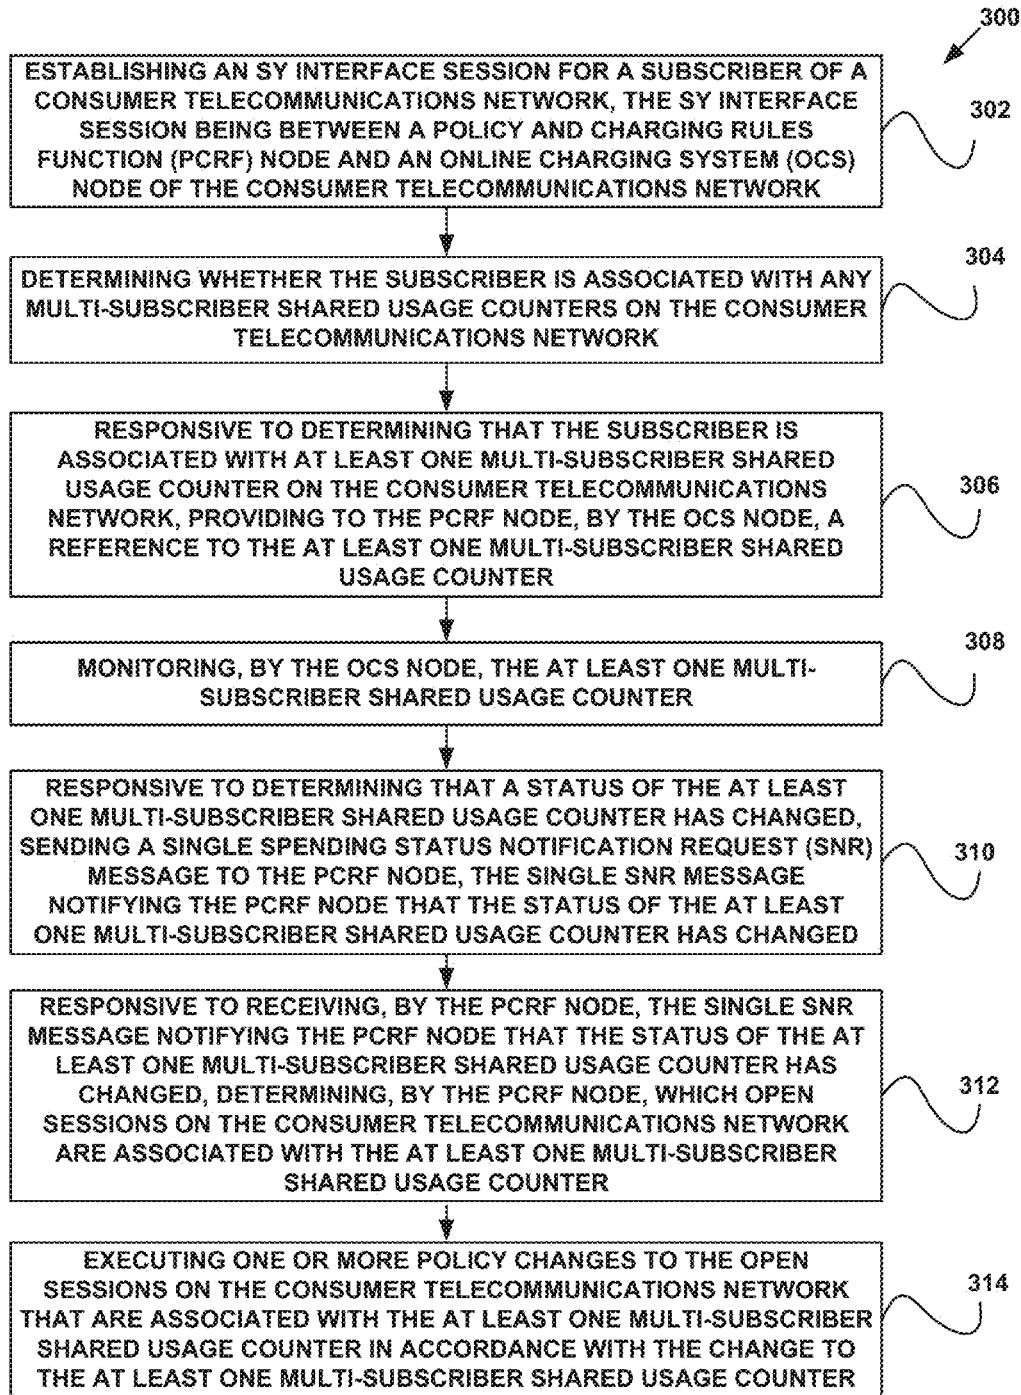 300
ESTABLISHING AN SY INTERFACE SESSION FOR A SUBSCRIBER OF A
CONSUMER TELECOMMUNICATIONS NETWORK, THE SY INTERFACE
SESSION BEING BETWEEN A POLICY AND CHARGING RULES
FUNCTION (PCRF) NODE AND AN ONLINE CHARGING SYSTEM (OCS)
NODE OF THE CONSUMER TELECOMMUNICATIONS NETWORK
302
DETERMINING WHETHER THE SUBSCRIBER IS ASSOCIATED WITH ANY
MULTI-SUBSCRIBER SHARED USAGE COUNTERS ON THE CONSUMER
TELECOMMUNICATIONS NETWORK
304
RESPONSIVE TO DETERMINING THAT THE SUBSCRIBER IS
ASSOCIATED WITH AT LEAST ONE MULTI-SUBSCRIBER SHARED
USAGE COUNTER ON THE CONSUMER TELECOMMUNICATIONS
NETWORK, PROVIDING TO THE PCRF NODE, BY THE OCS NODE, A
REFERENCE TO THE AT LEAST ONE MULTI-SUBSCRIBER SHARED
USAGE COUNTER
306
MONITORING, BY THE OCS NODE, THE AT LEAST ONE MULTI-
SUBSCRIBER SHARED USAGE COUNTER
308
RESPONSIVE TO DETERMINING THAT A STATUS OF THE AT LEAST
ONE MULTI-SUBSCRIBER SHARED USAGE COUNTER HAS CHANGED,
SENDING A SINGLE SPENDING STATUS NOTIFICATION REQUEST (SNR)
MESSAGE TO THE PCRF NODE, THE SINGLE SNR MESSAGE
NOTIFYING THE PCRF NODE THAT THE STATUS OF THE AT LEAST
ONE MULTI-SUBSCRIBER SHARED USAGE COUNTER HAS CHANGED
310
RESPONSIVE TO RECEIVING, BY THE PCRF NODE, THE SINGLE SNR
MESSAGE NOTIFYING THE PCRF NODE THAT THE STATUS OF THE AT
LEAST ONE MULTI-SUBSCRIBER SHARED USAGE COUNTER HAS
CHANGED, DETERMINING, BY THE PCRF NODE, WHICH OPEN
SESSIONS ON THE CONSUMER TELECOMMUNICATIONS NETWORK
ARE ASSOCIATED WITH THE AT LEAST ONE MULTI-SUBSCRIBER
SHARED USAGE COUNTER
312
EXECUTING ONE OR MORE POLICY CHANGES TO THE OPEN
SESSIONS ON THE CONSUMER TELECOMMUNICATIONS NETWORK
THAT ARE ASSOCIATED WITH THE AT LEAST ONE MULTI-SUBSCRIBER
SHARED USAGE COUNTER IN ACCORDANCE WITH THE CHANGE TO
THE AT LEAST ONE MULTI-SUBSCRIBER SHARED USAGE COUNTER
314